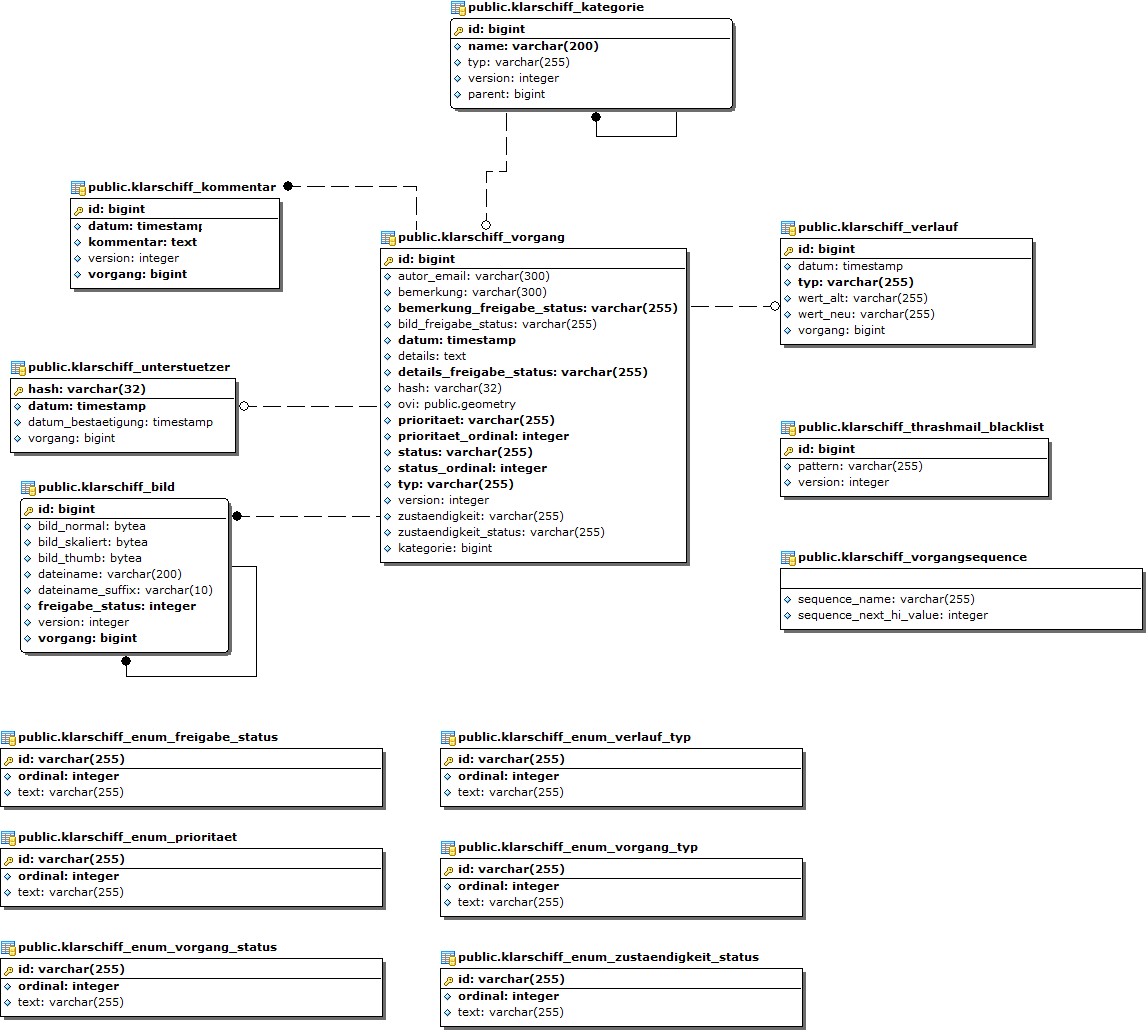 public.klarschiff_kategorie
id: bigint
name: varchar(200)
typ: varchar(255)
version: integer
parent: bigint
public.klarschiff_kommentar
id: bigint
datum: timestamp
kommentar: text
version: integer
vorgang: bigint
public.klarschiff_vorgang
id: bigint
autor_email: varchar(300)
bemerkung: varchar(300)
bemerkung_freigabe_status: varchar(255)
bild_freigabe_status: varchar(255)
datum: timestamp
details: text
details_freigabe_status: varchar(255)
hash: varchar(32)
ovi: public.geometry
prioritaet: varchar(255)
prioritaet_ordinal: integer
status: varchar(255)
status_ordinal: integer
typ: varchar(255)
version: integer
zustaendigkeit: varchar(255)
zustaendigkeit_status: varchar(255)
kategorie: bigint
public.klarschiff_verlauf
id: bigint
datum: timestamp
typ: varchar(255)
wert_alt: varchar(255)
wert_neu: varchar(255)
vorgang: bigint
public.klarschiff_unterstuetzer
hash: varchar(32)
datum: timestamp
datum_bestaetigung: timestamp
vorgang: bigint
public.klarschiff_thrashmail_blacklist
id: bigint
pattern: varchar(255)
version: integer
public.klarschiff_bild
id: bigint
bild_normal: bytea
bild_skaliert: bytea
bild_thumb: bytea
dateiname: varchar(200)
dateiname_suffix: varchar(10)
freigabe_status: integer
version: integer
vorgang: bigint
public.klarschiff_vorgangsequence
sequence_name: varchar(255)
sequence_next_hi_value: integer
public.klarschiff_enum_freigabe_status
id: varchar(255)
ordinal: integer
text: varchar(255)
public.klarschiff_enum_verlauf_typ
id: varchar(255)
ordinal: integer
text: varchar(255)
public.klarschiff_enum_prioritaet
id: varchar(255)
ordinal: integer
text: varchar(255)
public.klarschiff_enum_vorgang_typ
id: varchar(255)
ordinal: integer
text: varchar(255)
public.klarschiff_enum_vorgang_status
id: varchar(255)
ordinal: integer
text: varchar(255)
public.klarschiff_enum_zustaendigkeit_status
id: varchar(255)
ordinal: integer
text: varchar(255)